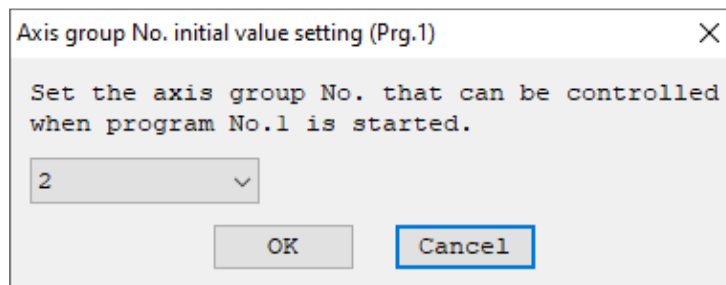 Axis group No. initial value setting (Prg.1)
Set the axis group No. that can be controlled
when program No.1 is started.
2
OK Cancel